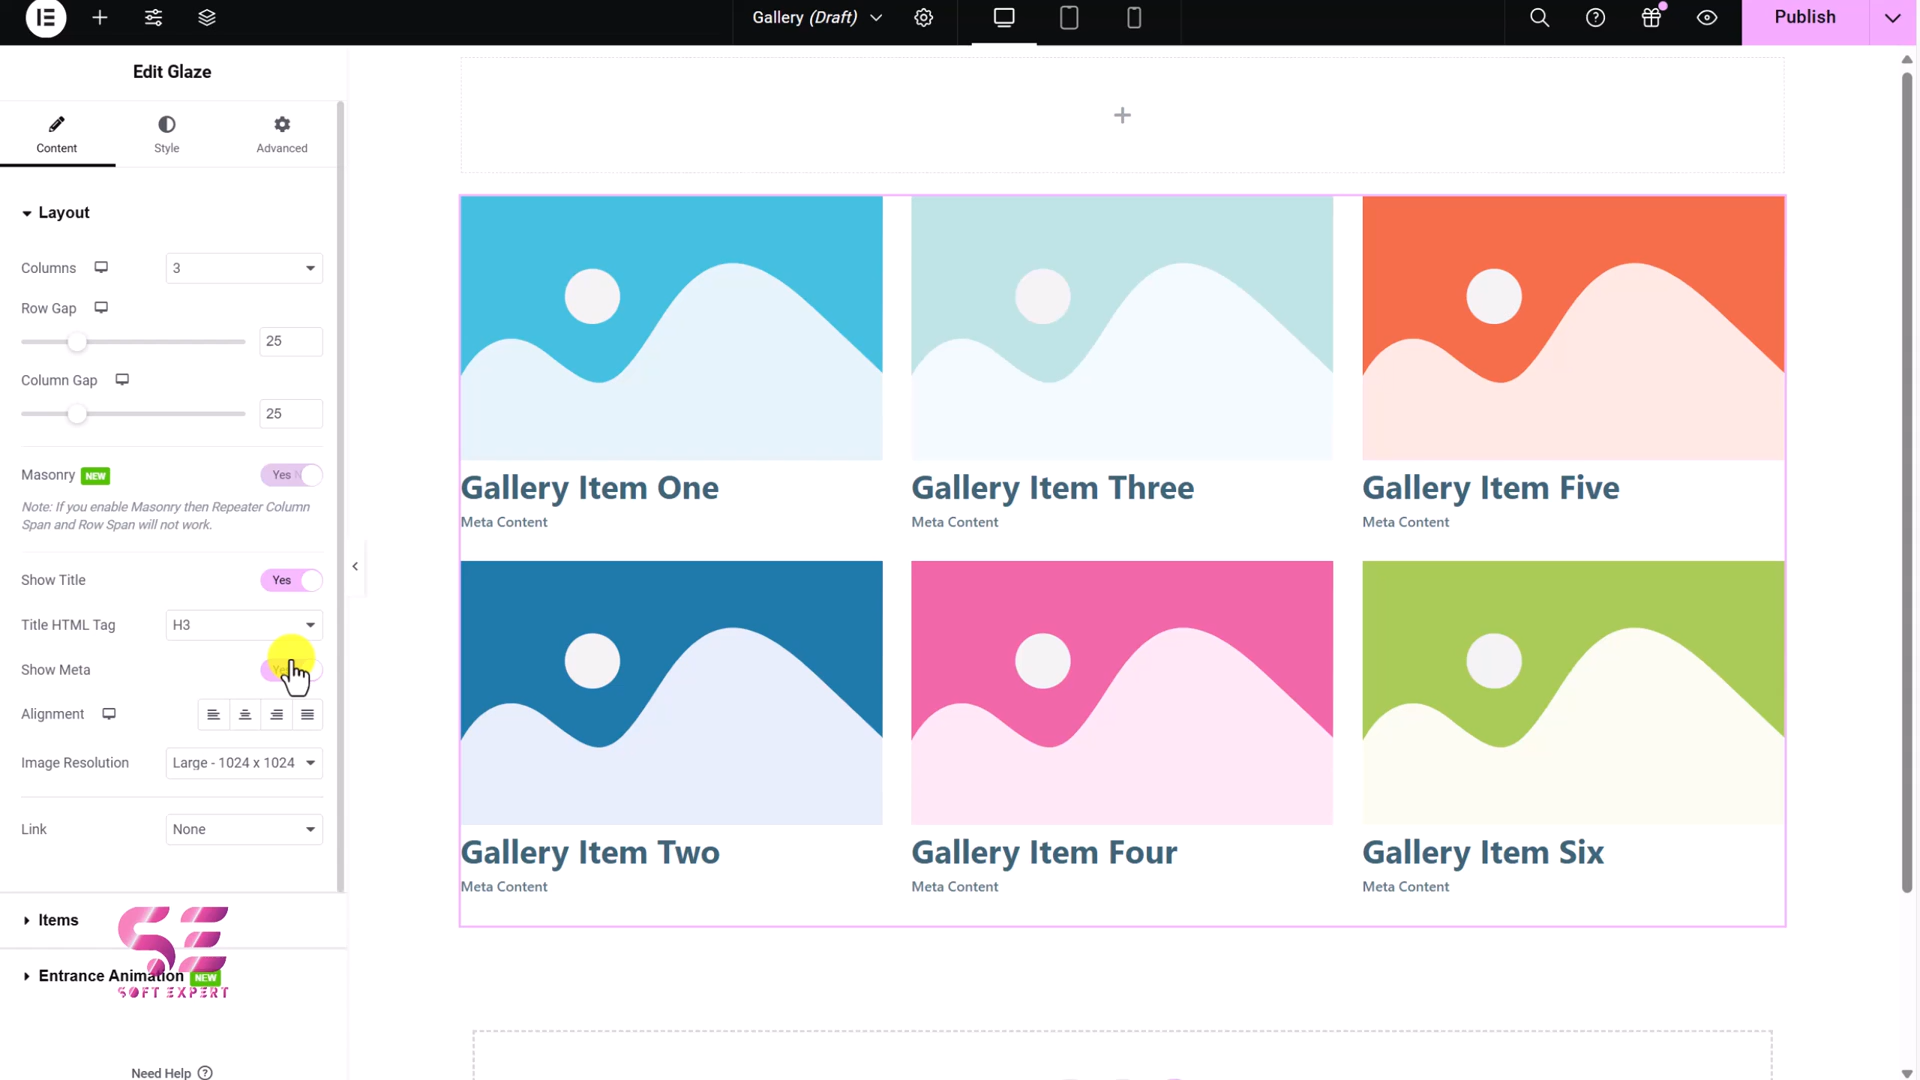 Gallery (Draft)
Publish
Edit Glaze
Content
Style
Advanced
Layout
Columns
3
Row Gap
25
Column Gap
25
Masonry NEW
Yes
Note: If you enable Masonry then Repeater Column
Span and Row Span will not work.
Show Title
Yes
Title HTML Tag
H3
Show Meta
Alignment
Image Resolution
Large - 1024 x 1024
Link
None
Items
Entrance Animation NEW
SE
SOFT EXPERT
Need Help
Gallery Item One
Meta Content
Gallery Item Three
Meta Content
Gallery Item Five
Meta Content
Gallery Item Two
Meta Content
Gallery Item Four
Meta Content
Gallery Item Six
Meta Content